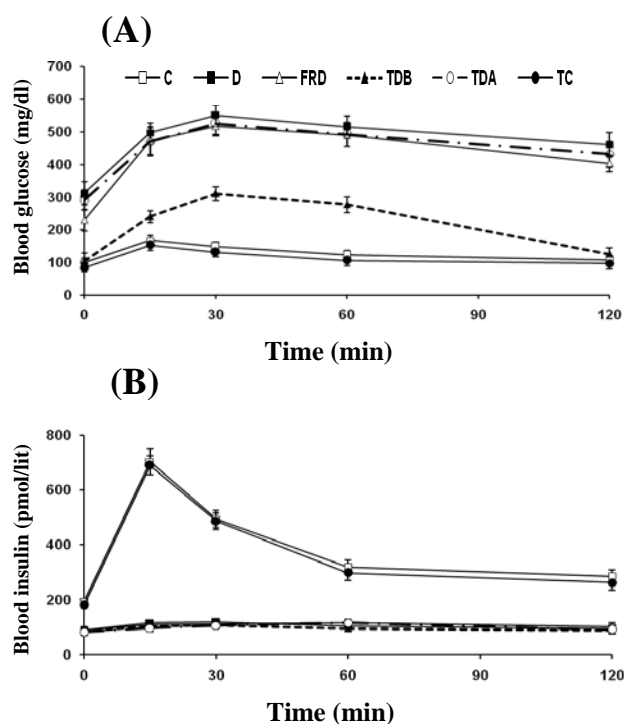 (A)
700
C D FRD TDB TDA TC
600
500
400
300
200
100
0
Blood glucose (mg/dl)
0 30 60 90 120
Time (min)
(B)
800
600
400
200
0
Blood insulin (pmol/lit)
0 30 60 90 120
Time (min)